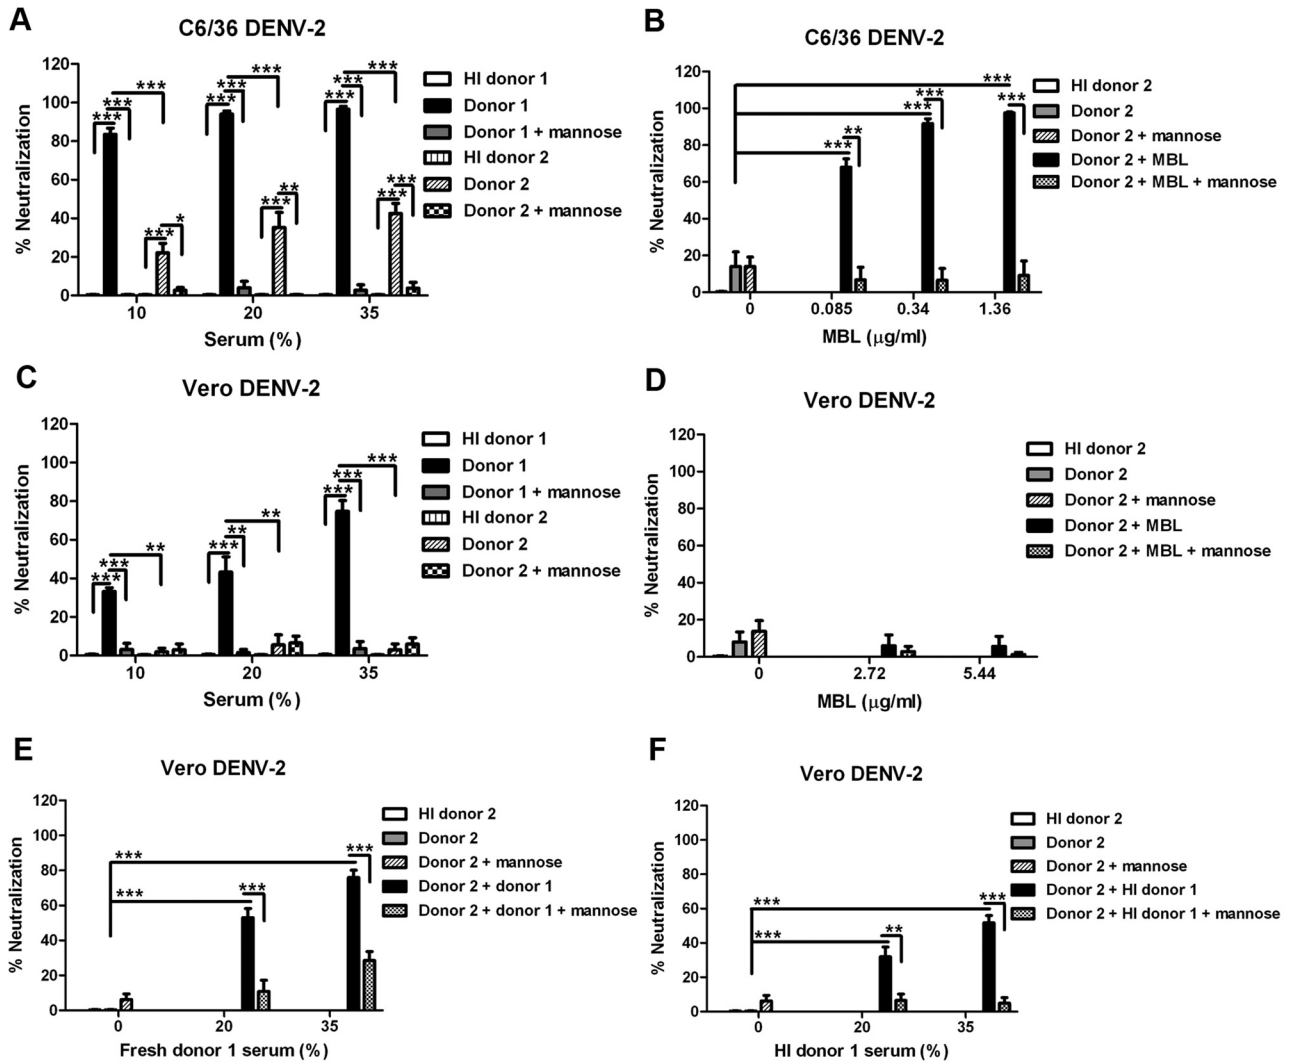 A
C6/36 DENV-2
% Neutralization
120
100
80
60
40
20
0
*** *** ***
*** *** ***
*** * *** ** *** ***
10 20 35
Serum (%)
HI donor 1
Donor 1
Donor 1 + mannose
HI donor 2
Donor 2
Donor 2 + mannose
B
C6/36 DENV-2
% Neutralization
120
100
80
60
40
20
0
*** ** *** *** *** ***
0 0.085 0.34 1.36
MBL (μg/ml)
HI donor 2
Donor 2
Donor 2 + mannose
Donor 2 + MBL
Donor 2 + MBL + mannose
C
Vero DENV-2
% Neutralization
120
100
80
60
40
20
0
*** *** **
*** ** **
*** *** ***
10 20 35
Serum (%)
HI donor 1
Donor 1
Donor 1 + mannose
HI donor 2
Donor 2
Donor 2 + mannose
D
Vero DENV-2
% Neutralization
120
100
80
60
40
20
0
0 2.72 5.44
MBL (μg/ml)
HI donor 2
Donor 2
Donor 2 + mannose
Donor 2 + MBL
Donor 2 + MBL + mannose
E
Vero DENV-2
% Neutralization
120
100
80
60
40
20
0
*** ***
*** ***
0 20 35
Fresh donor 1 serum (%)
HI donor 2
Donor 2
Donor 2 + mannose
Donor 2 + donor 1
Donor 2 + donor 1 + mannose
F
Vero DENV-2
% Neutralization
120
100
80
60
40
20
0
*** ***
*** **
0 20 35
HI donor 1 serum (%)
HI donor 2
Donor 2
Donor 2 + mannose
Donor 2 + HI donor 1
Donor 2 + HI donor 1 + mannose